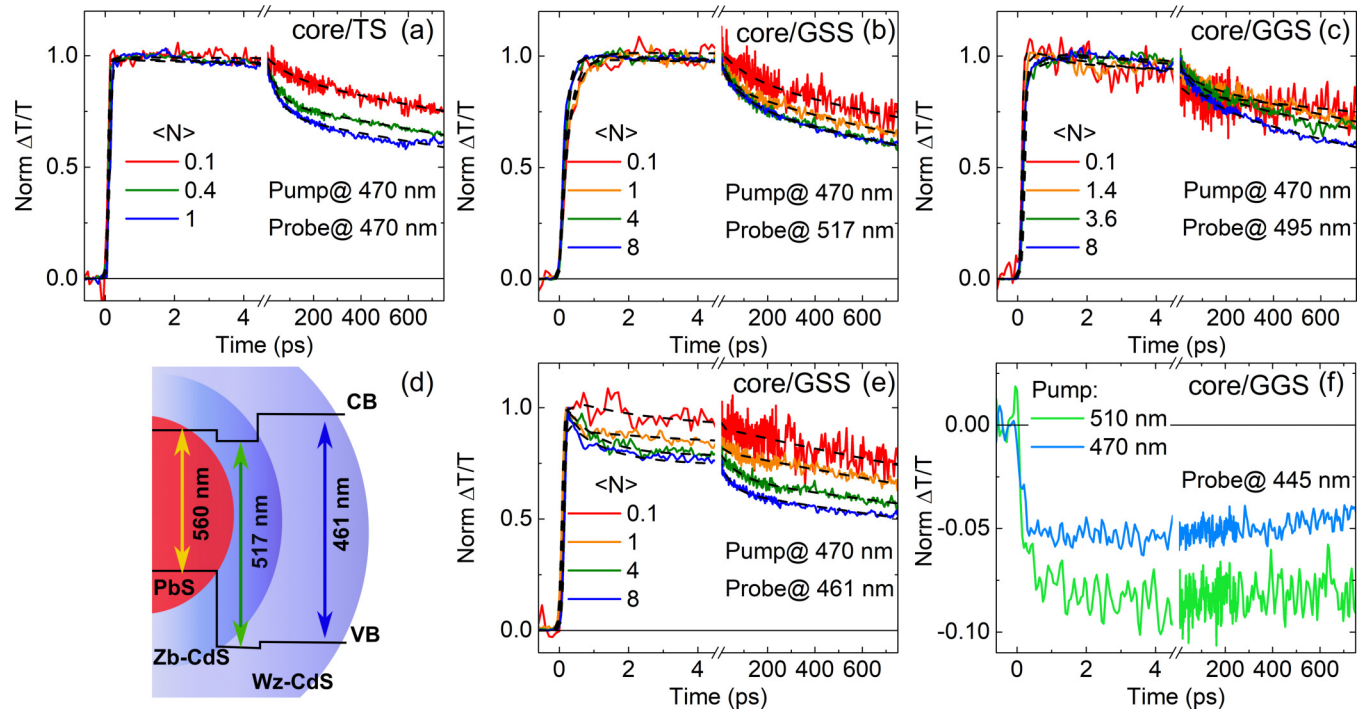 core/TS (a)
Norm ΔT/T
1.0
0.5
0.0
<N>
0.1
0.4
1
Pump@ 470 nm
Probe@ 470 nm
0 2 4 200 400 600
Time (ps)
core/GSS (b)
Norm ΔT/T
1.0
0.5
0.0
<N>
0.1
1
4
8
Pump@ 470 nm
Probe@ 517 nm
0 2 4 200 400 600
Time (ps)
core/GGS (c)
Norm ΔT/T
1.0
0.5
0.0
<N>
0.1
1.4
3.6
8
Pump@ 470 nm
Probe@ 495 nm
0 2 4 200 400 600
Time (ps)
(d)
CB
560 nm
517 nm
461 nm
PbS
VB
Zb-CdS
Wz-CdS
core/GSS (e)
Norm ΔT/T
1.0
0.5
0.0
<N>
0.1
1
4
8
Pump@ 470 nm
Probe@ 461 nm
0 2 4 200 400 600
Time (ps)
core/GGS (f)
Norm ΔT/T
0.00
-0.05
-0.10
Pump:
510 nm
470 nm
Probe@ 445 nm
0 2 4 200 400 600
Time (ps)